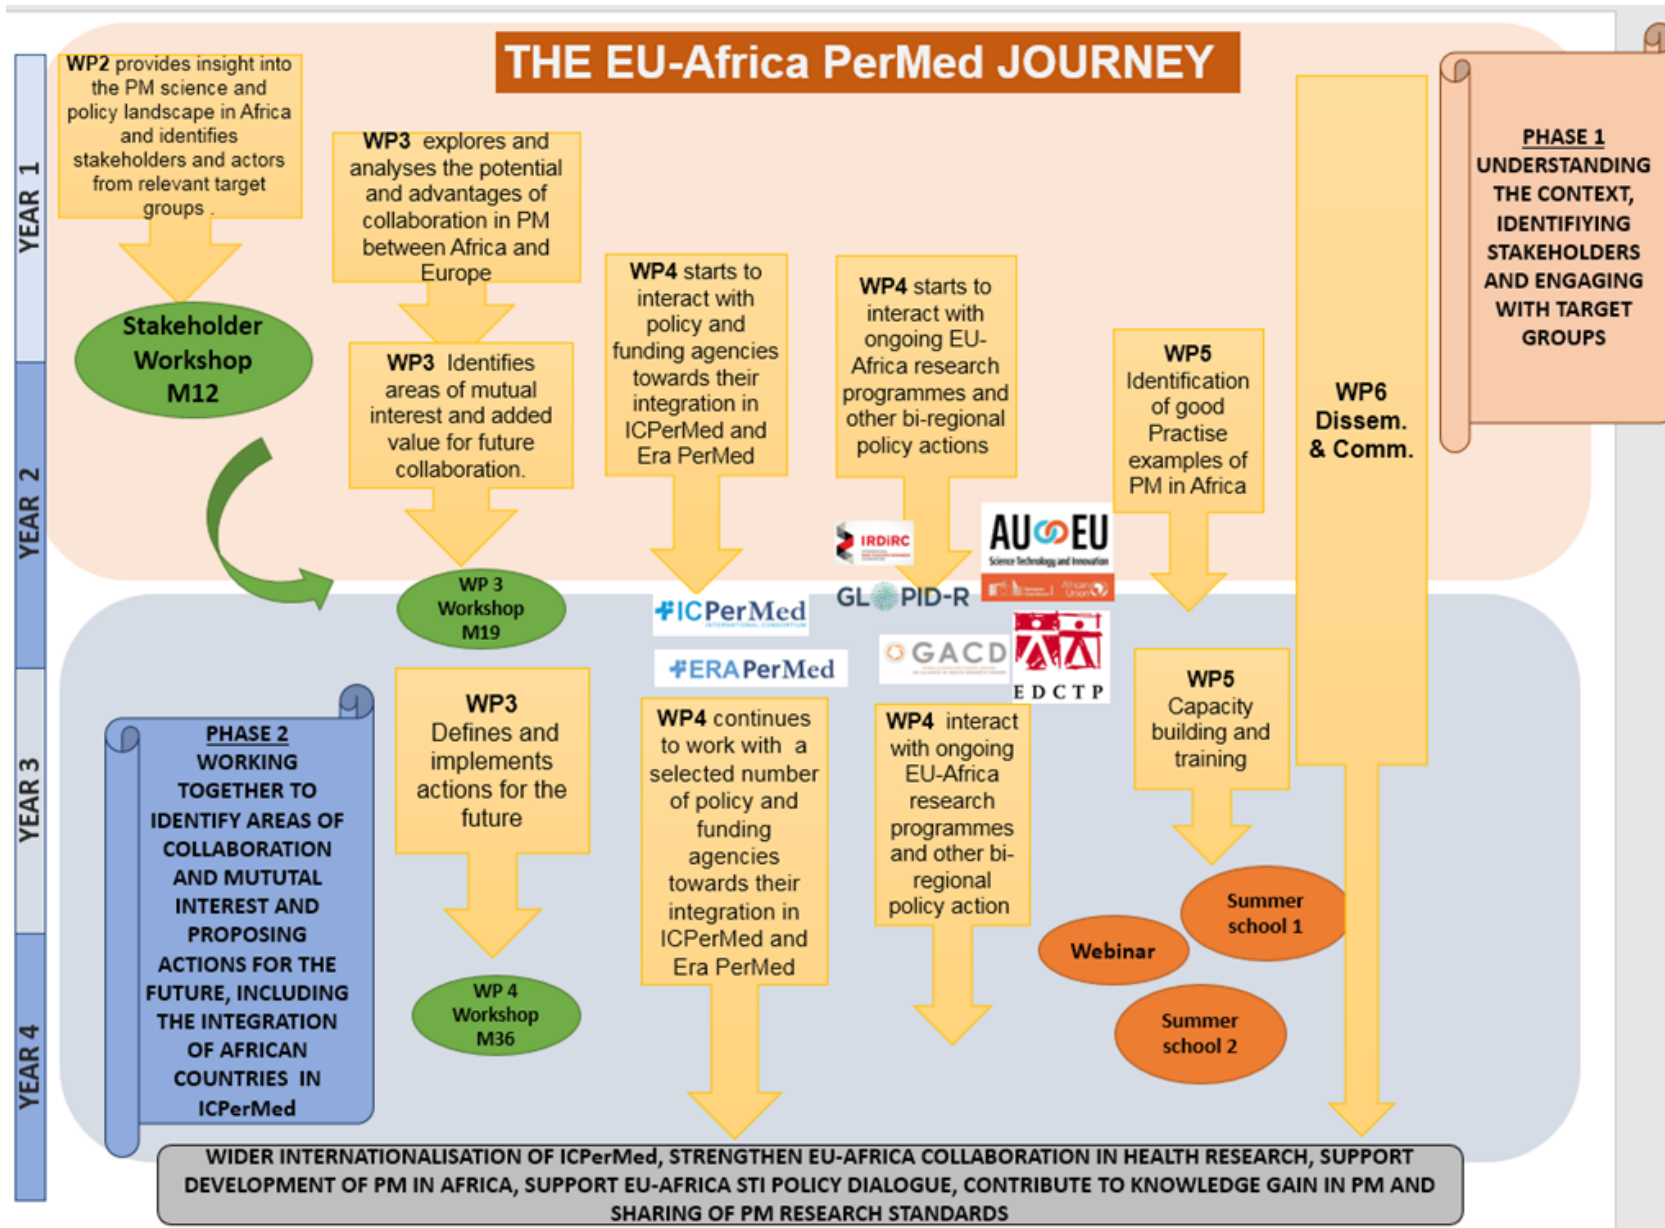 THE EU-Africa PerMed JOURNEY
YEAR 1
YEAR 2
YEAR 3
YEAR 4
WP2 provides insight into
the PM science and
policy landscape in Africa
and identifies
stakeholders and actors
from relevant target
groups .
Stakeholder
Workshop
M12
WP3 explores and
analyses the potential
and advantages of
collaboration in PM
between Africa and
Europe
WP3 Identifies
areas of mutual
interest and added
value for future
collaboration.
WP 3
Workshop
M19
WP4 starts to
interact with
policy and
funding agencies
towards their
integration in
ICPerMed and
Era PerMed
WP4 starts to
interact with
ongoing EU-
Africa research
programmes and
other bi-regional
policy actions
WP5
Identification
of good
Practise
examples of
PM in Africa
WP6
Dissem.
& Comm.
PHASE 1
UNDERSTANDING
THE CONTEXT,
IDENTIFIYING
STAKEHOLDERS
AND ENGAGING
WITH TARGET
GROUPS
IRDiRC
AU EU
Science Technology and Innovation
African
Union
GL PID-R
ICPerMed
INTERNATIONAL CONSORTIUM
ERAPerMed
GACD
EDCTP
PHASE 2
WORKING
TOGETHER TO
IDENTIFY AREAS OF
COLLABORATION
AND MUTUTAL
INTEREST AND
PROPOSING
ACTIONS FOR THE
FUTURE, INCLUDING
THE INTEGRATION
OF AFRICAN
COUNTRIES IN
ICPerMed
WP3
Defines and
implements
actions for the
future
WP 4
Workshop
M36
WP4 continues
to work with a
selected number
of policy and
funding
agencies
towards their
integration in
ICPerMed and
Era PerMed
WP4 interact
with ongoing
EU-Africa
research
programmes
and other bi-
regional
policy action
WP5
Capacity
building and
training
Summer
school 1
Webinar
Summer
school 2
WIDER INTERNATIONALISATION OF ICPerMed, STRENGTHEN EU-AFRICA COLLABORATION IN HEALTH RESEARCH, SUPPORT
DEVELOPMENT OF PM IN AFRICA, SUPPORT EU-AFRICA STI POLICY DIALOGUE, CONTRIBUTE TO KNOWLEDGE GAIN IN PM AND
SHARING OF PM RESEARCH STANDARDS